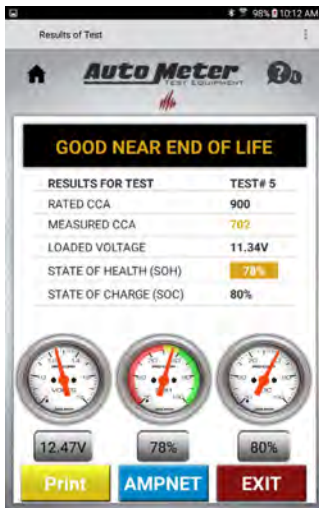 98% 10:12 AM
Results of Test
Auto Meter
TEST EQUIPMENT
GOOD NEAR END OF LIFE
RESULTS FOR TEST TEST# 5
RATED CCA 900
MEASURED CCA 702
LOADED VOLTAGE 11.34V
STATE OF HEALTH (SOH) 78%
STATE OF CHARGE (SOC) 80%
12.47V 78% 80%
Print AMPNET EXIT